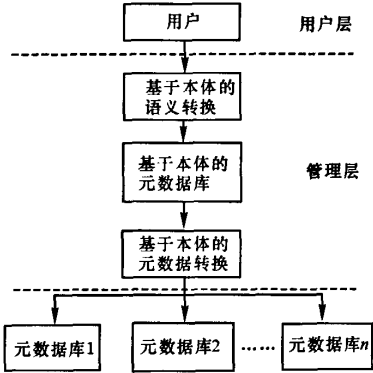 用户
用户层
基于本体的
语义转换
基于本体的
元数据库
管理层
基于本体的
元数据转换
元数据库1
元数据库2
……
元数据库n